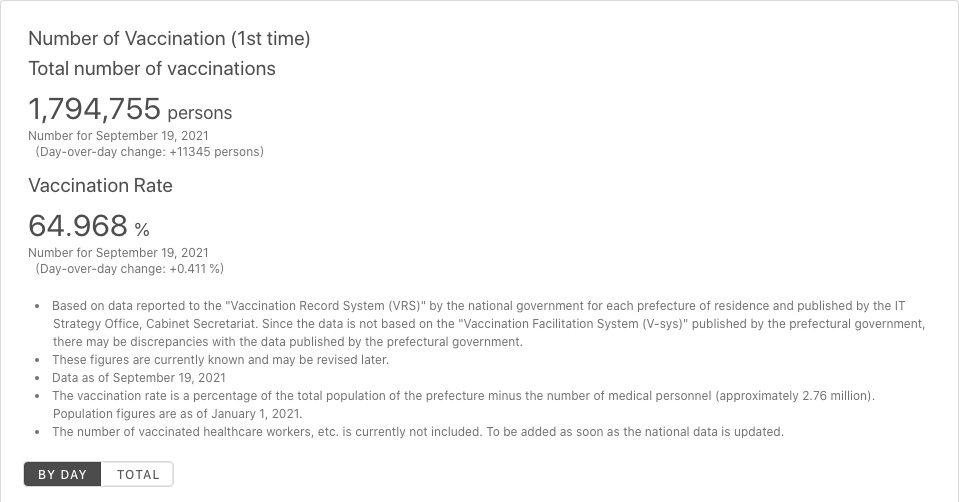 Number of Vaccination (1st time)
Total number of vaccinations
1,794,755 persons
Number for September 19, 2021
(Day-over-day change: +11345 persons)
Vaccination Rate
64.968 %
Number for September 19, 2021
(Day-over-day change: +0.411 %)
• Based on data reported to the "Vaccination Record System (VRS)" by the national government for each prefecture of residence and published by the IT
Strategy Office, Cabinet Secretariat. Since the data is not based on the "Vaccination Facilitation System (V-sys)" published by the prefectural government,
there may be discrepancies with the data published by the prefectural government.
• These figures are currently known and may be revised later.
• Data as of September 19, 2021
• The vaccination rate is a percentage of the total population of the prefecture minus the number of medical personnel (approximately 2.76 million).
Population figures are as of January 1, 2021.
• The number of vaccinated healthcare workers, etc. is currently not included. To be added as soon as the national data is updated.
BY DAY TOTAL